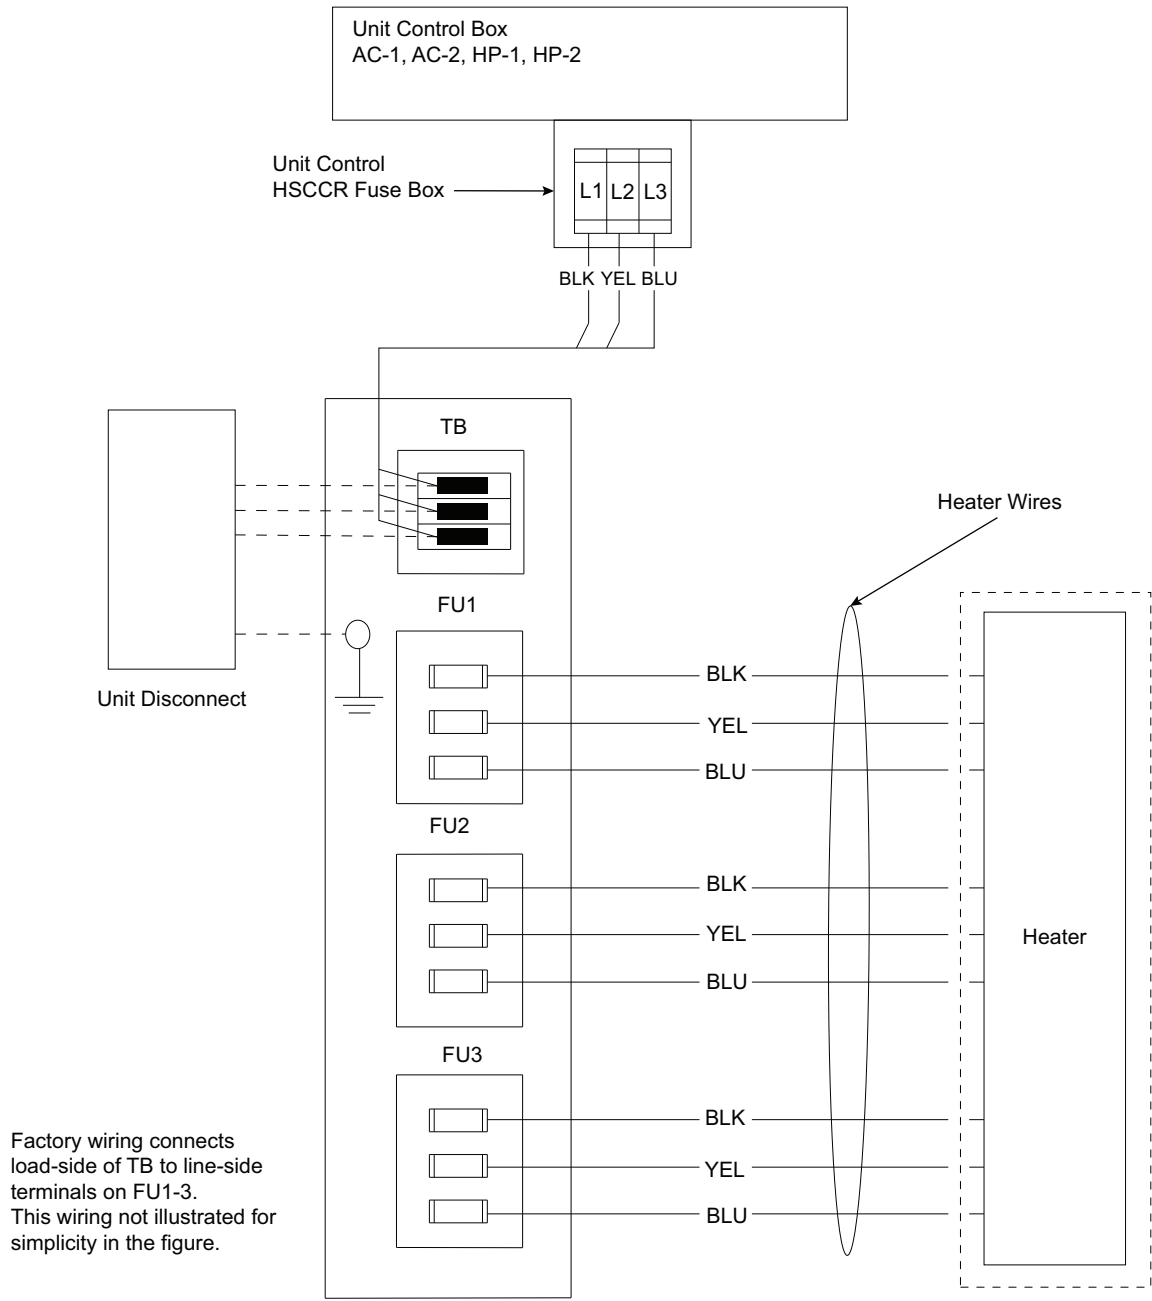 Unit Control Box
AC-1, AC-2, HP-1, HP-2
Unit Control
HSCCR Fuse Box
L1 L2 L3
BLK YEL BLU
TB
Heater Wires
FU1
BLK
Unit Disconnect
YEL
BLU
FU2
BLK
YEL
Heater
BLU
FU3
BLK
YEL
BLU
Factory wiring connects
load-side of TB to line-side
terminals on FU1-3.
This wiring not illustrated for
simplicity in the figure.